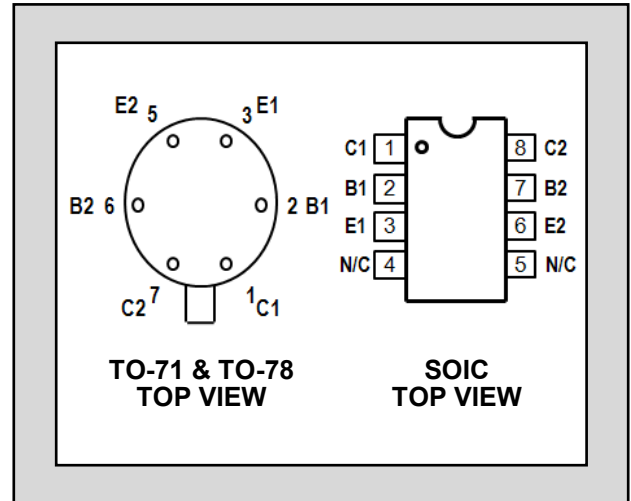 E2 5
3 E1
B2 6
2 B1
C2 7
1 C1
TO-71 & TO-78
TOP VIEW
C1 1
8 C2
B1 2
7 B2
E1 3
6 E2
N/C 4
5 N/C
SOIC
TOP VIEW